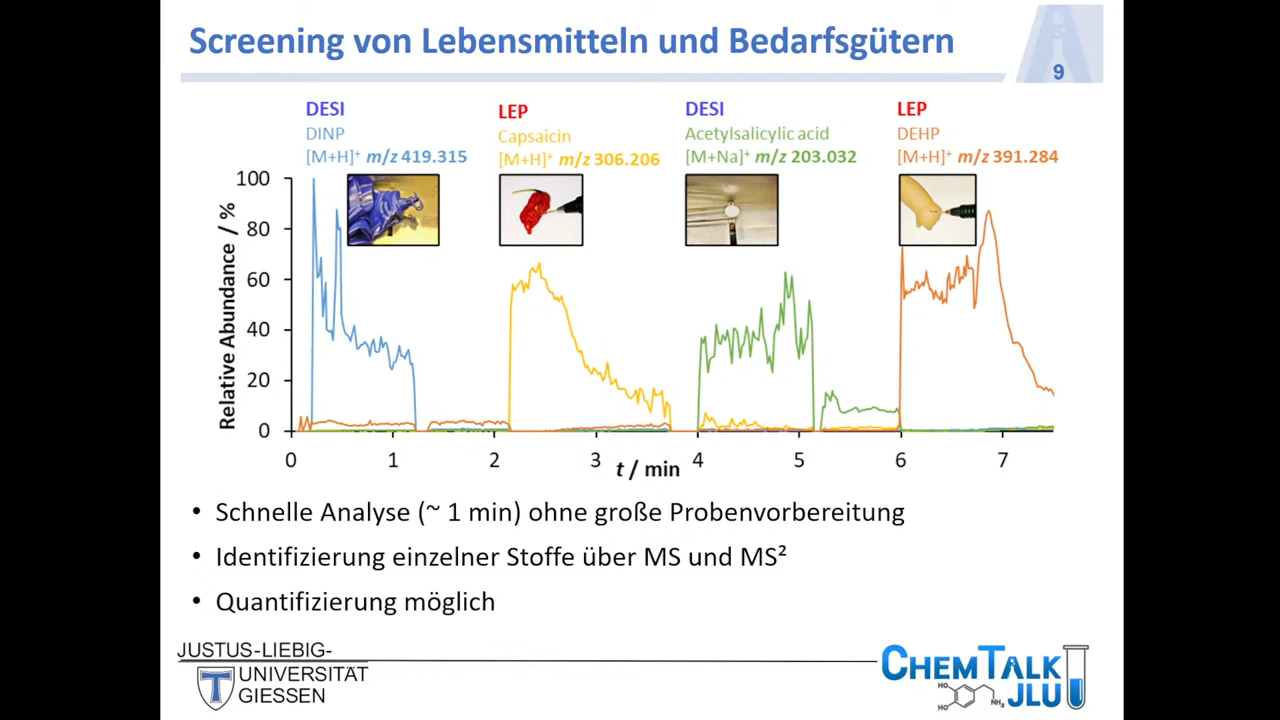 Screening von Lebensmitteln und Bedarfsgütern
9
DESI
DINP
[M+H]⁺ m/z 419.315
LEP
Capsaicin
[M+H]⁺ m/z 306.206
DESI
Acetylsalicylic acid
[M+Na]⁺ m/z 203.032
LEP
DEHP
[M+H]⁺ m/z 391.284
Relative Abundance / %
100
80
60
40
20
0
0 1 2 3 4 5 6 7
t / min
• Schnelle Analyse (~ 1 min) ohne große Probenvorbereitung
• Identifizierung einzelner Stoffe über MS und MS²
• Quantifizierung möglich
JUSTUS-LIEBIG-
UNIVERSITÄT
GIESSEN
CHEMTALK
JLU
HO
HO
NH₂